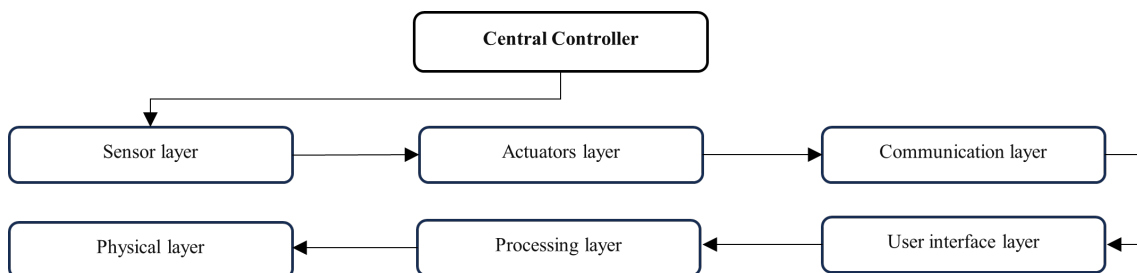 Central Controller
Sensor layer
Actuators layer
Communication layer
Physical layer
Processing layer
User interface layer